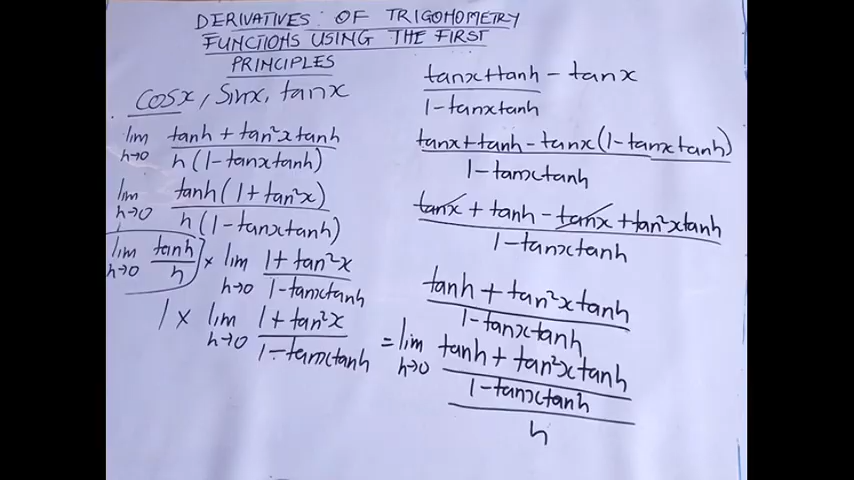 DERIVATIVES: OF TRIGOHOMETRY
FUNCTIONS USING THE FIRST
PRINCIPLES
cosx, sinx, tanx
lim h→0 (tanh + tan²xtanh)/(h(1-tanxtanh))
lim h→0 (tanh(1+tan²x))/(h(1-tanxtanh))
lim h→0 tanh/h × lim h→0 (1+tan²x)/(1-tanxtanh)
1 × lim h→0 (1+tan²x)/(1-tanxtanh)
(tanx+tanh)/(1-tanxtanh) - tanx
(tanx+tanh-tanx(1-tanxtanh))/(1-tanxtanh)
(tanx + tanh - tanx + tan²xtanh)/(1-tanxtanh)
(tanh + tan²xtanh)/(1-tanxtanh)
= lim h→0 ((tanh + tan²xtanh)/(1-tanxtanh))/h